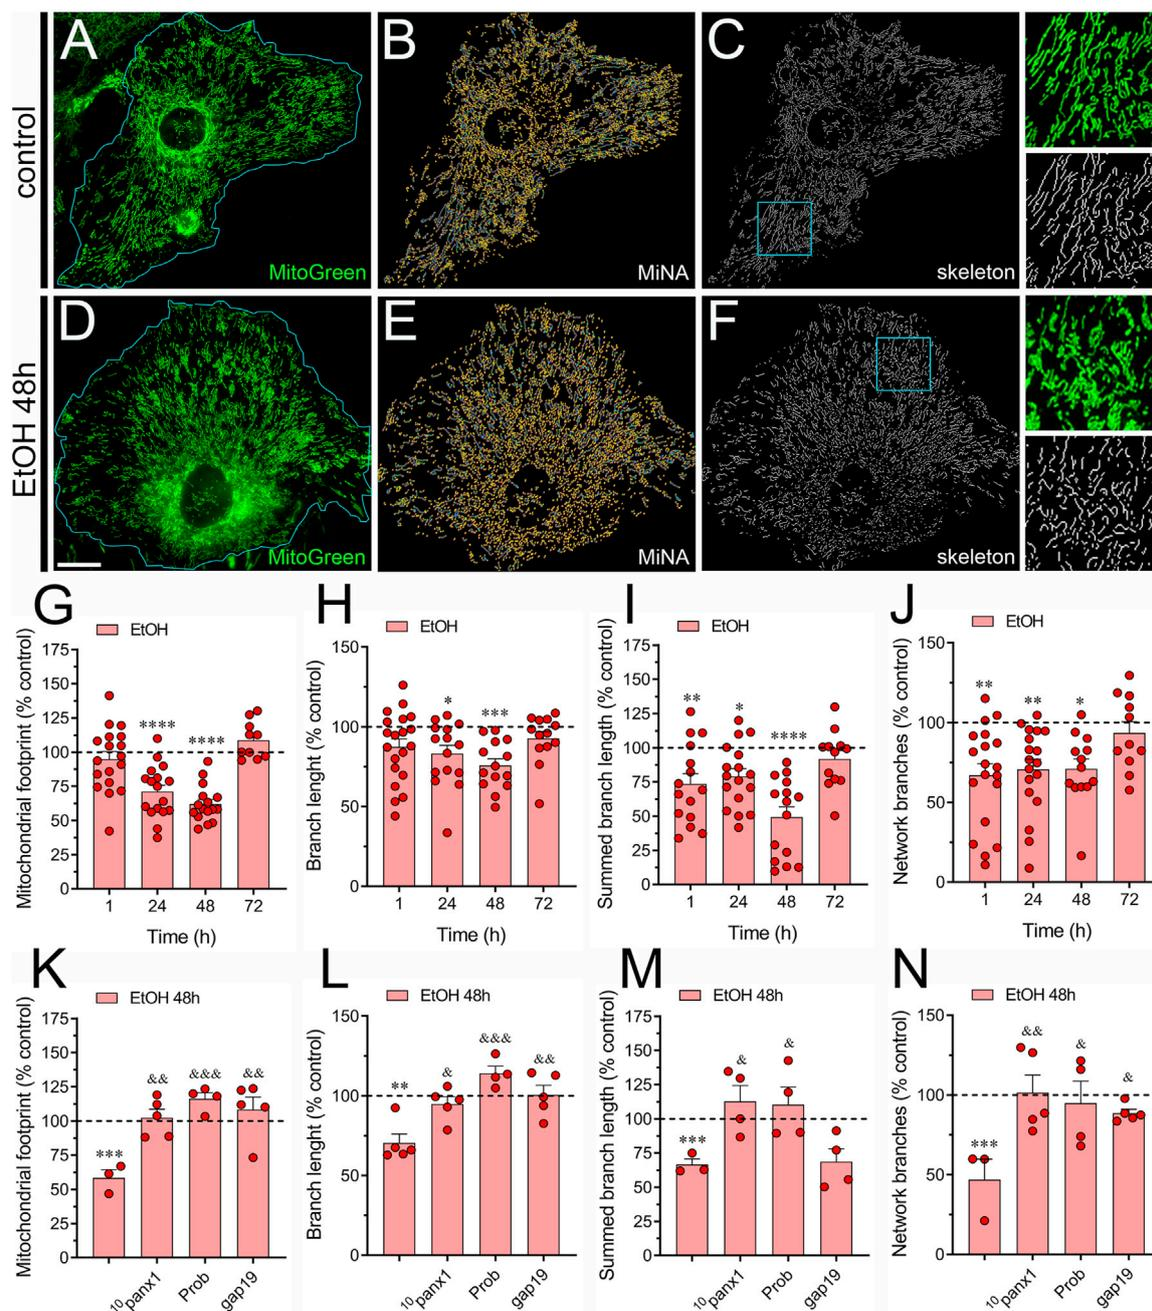 control
A
MitoGreen
B
MiNA
C
skeleton
EtOH 48h
D
MitoGreen
E
MiNA
F
skeleton
G
EtOH
Mitochondrial footprint (% control)
175
150
125
100
75
50
25
0
****
****
1 24 48 72
Time (h)
H
EtOH
Branch lenght (% control)
150
100
50
0
*
***
1 24 48 72
Time (h)
I
EtOH
Summed branch length (% control)
175
150
125
100
75
50
25
0
**
*
****
1 24 48 72
Time (h)
J
EtOH
Network branches (% control)
150
100
50
0
**
**
*
1 24 48 72
Time (h)
K
EtOH 48h
Mitochondrial footprint (% control)
175
150
125
100
75
50
25
0
***
&&
&&&
&&
10panx1
Prob
gap19
L
EtOH 48h
Branch lenght (% control)
150
100
50
0
**
&
&&&
&&
10panx1
Prob
gap19
M
EtOH 48h
Summed branch length (% control)
175
150
125
100
75
50
25
0
***
&
&
10panx1
Prob
gap19
N
EtOH 48h
Network branches (% control)
150
100
50
0
***
&&
&
&
10panx1
Prob
gap19